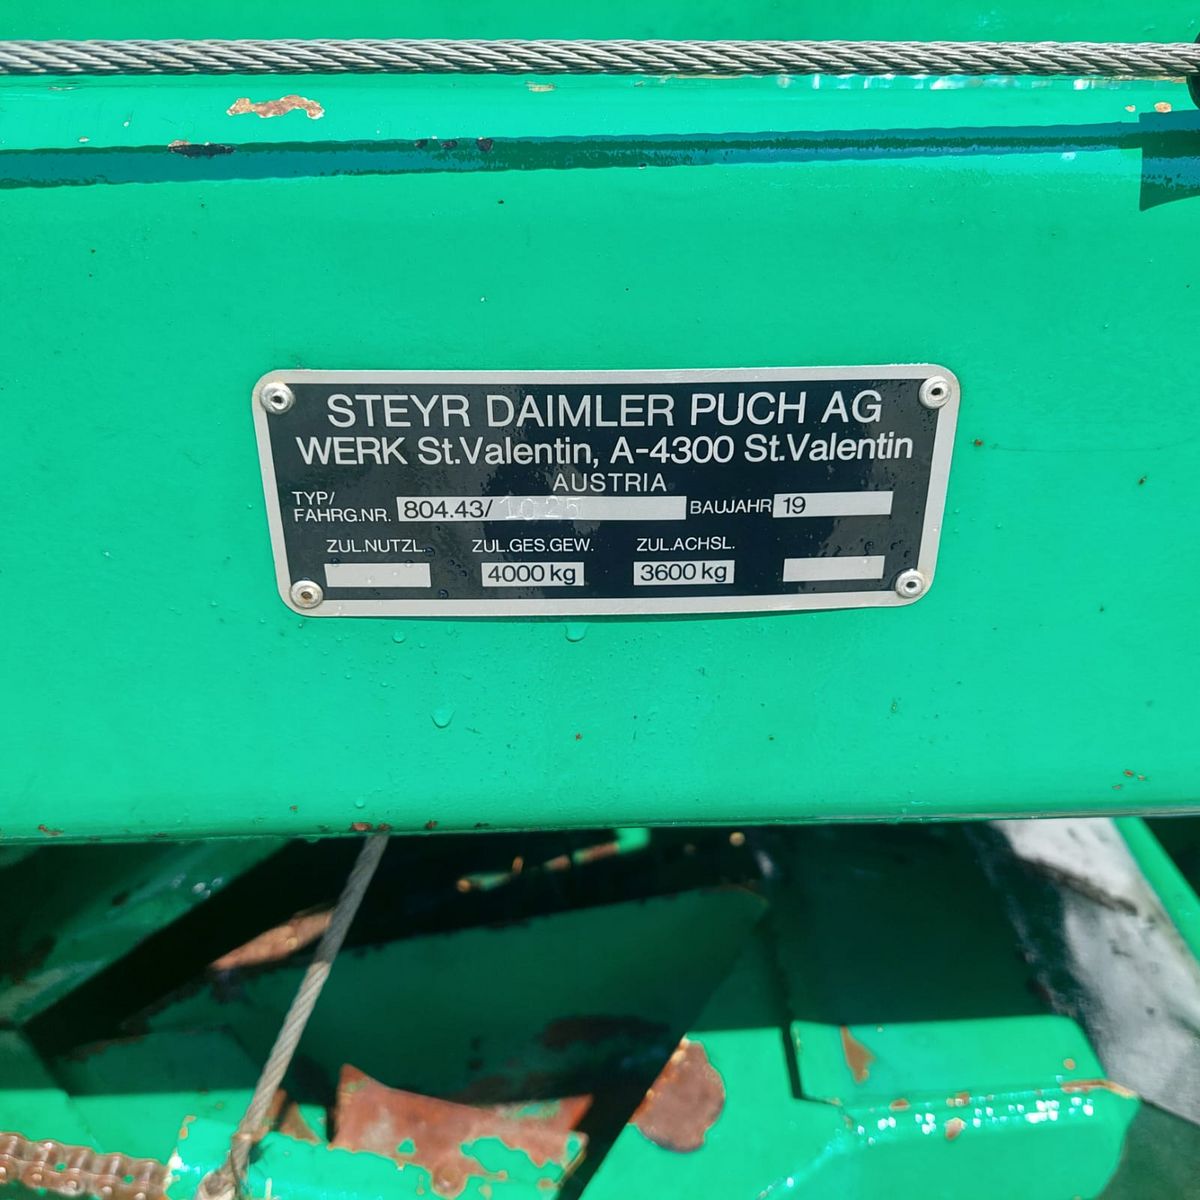 STEYR DAIMLER PUCH AG
WERK St.Valentin, A-4300 St.Valentin
AUSTRIA
TYP/
FAHRG.NR. 804.43/ 1025 BAUJAHR 19
ZUL.NUTZL. ZUL.GES.GEW. ZUL.ACHSL.
4000 kg 3600 kg